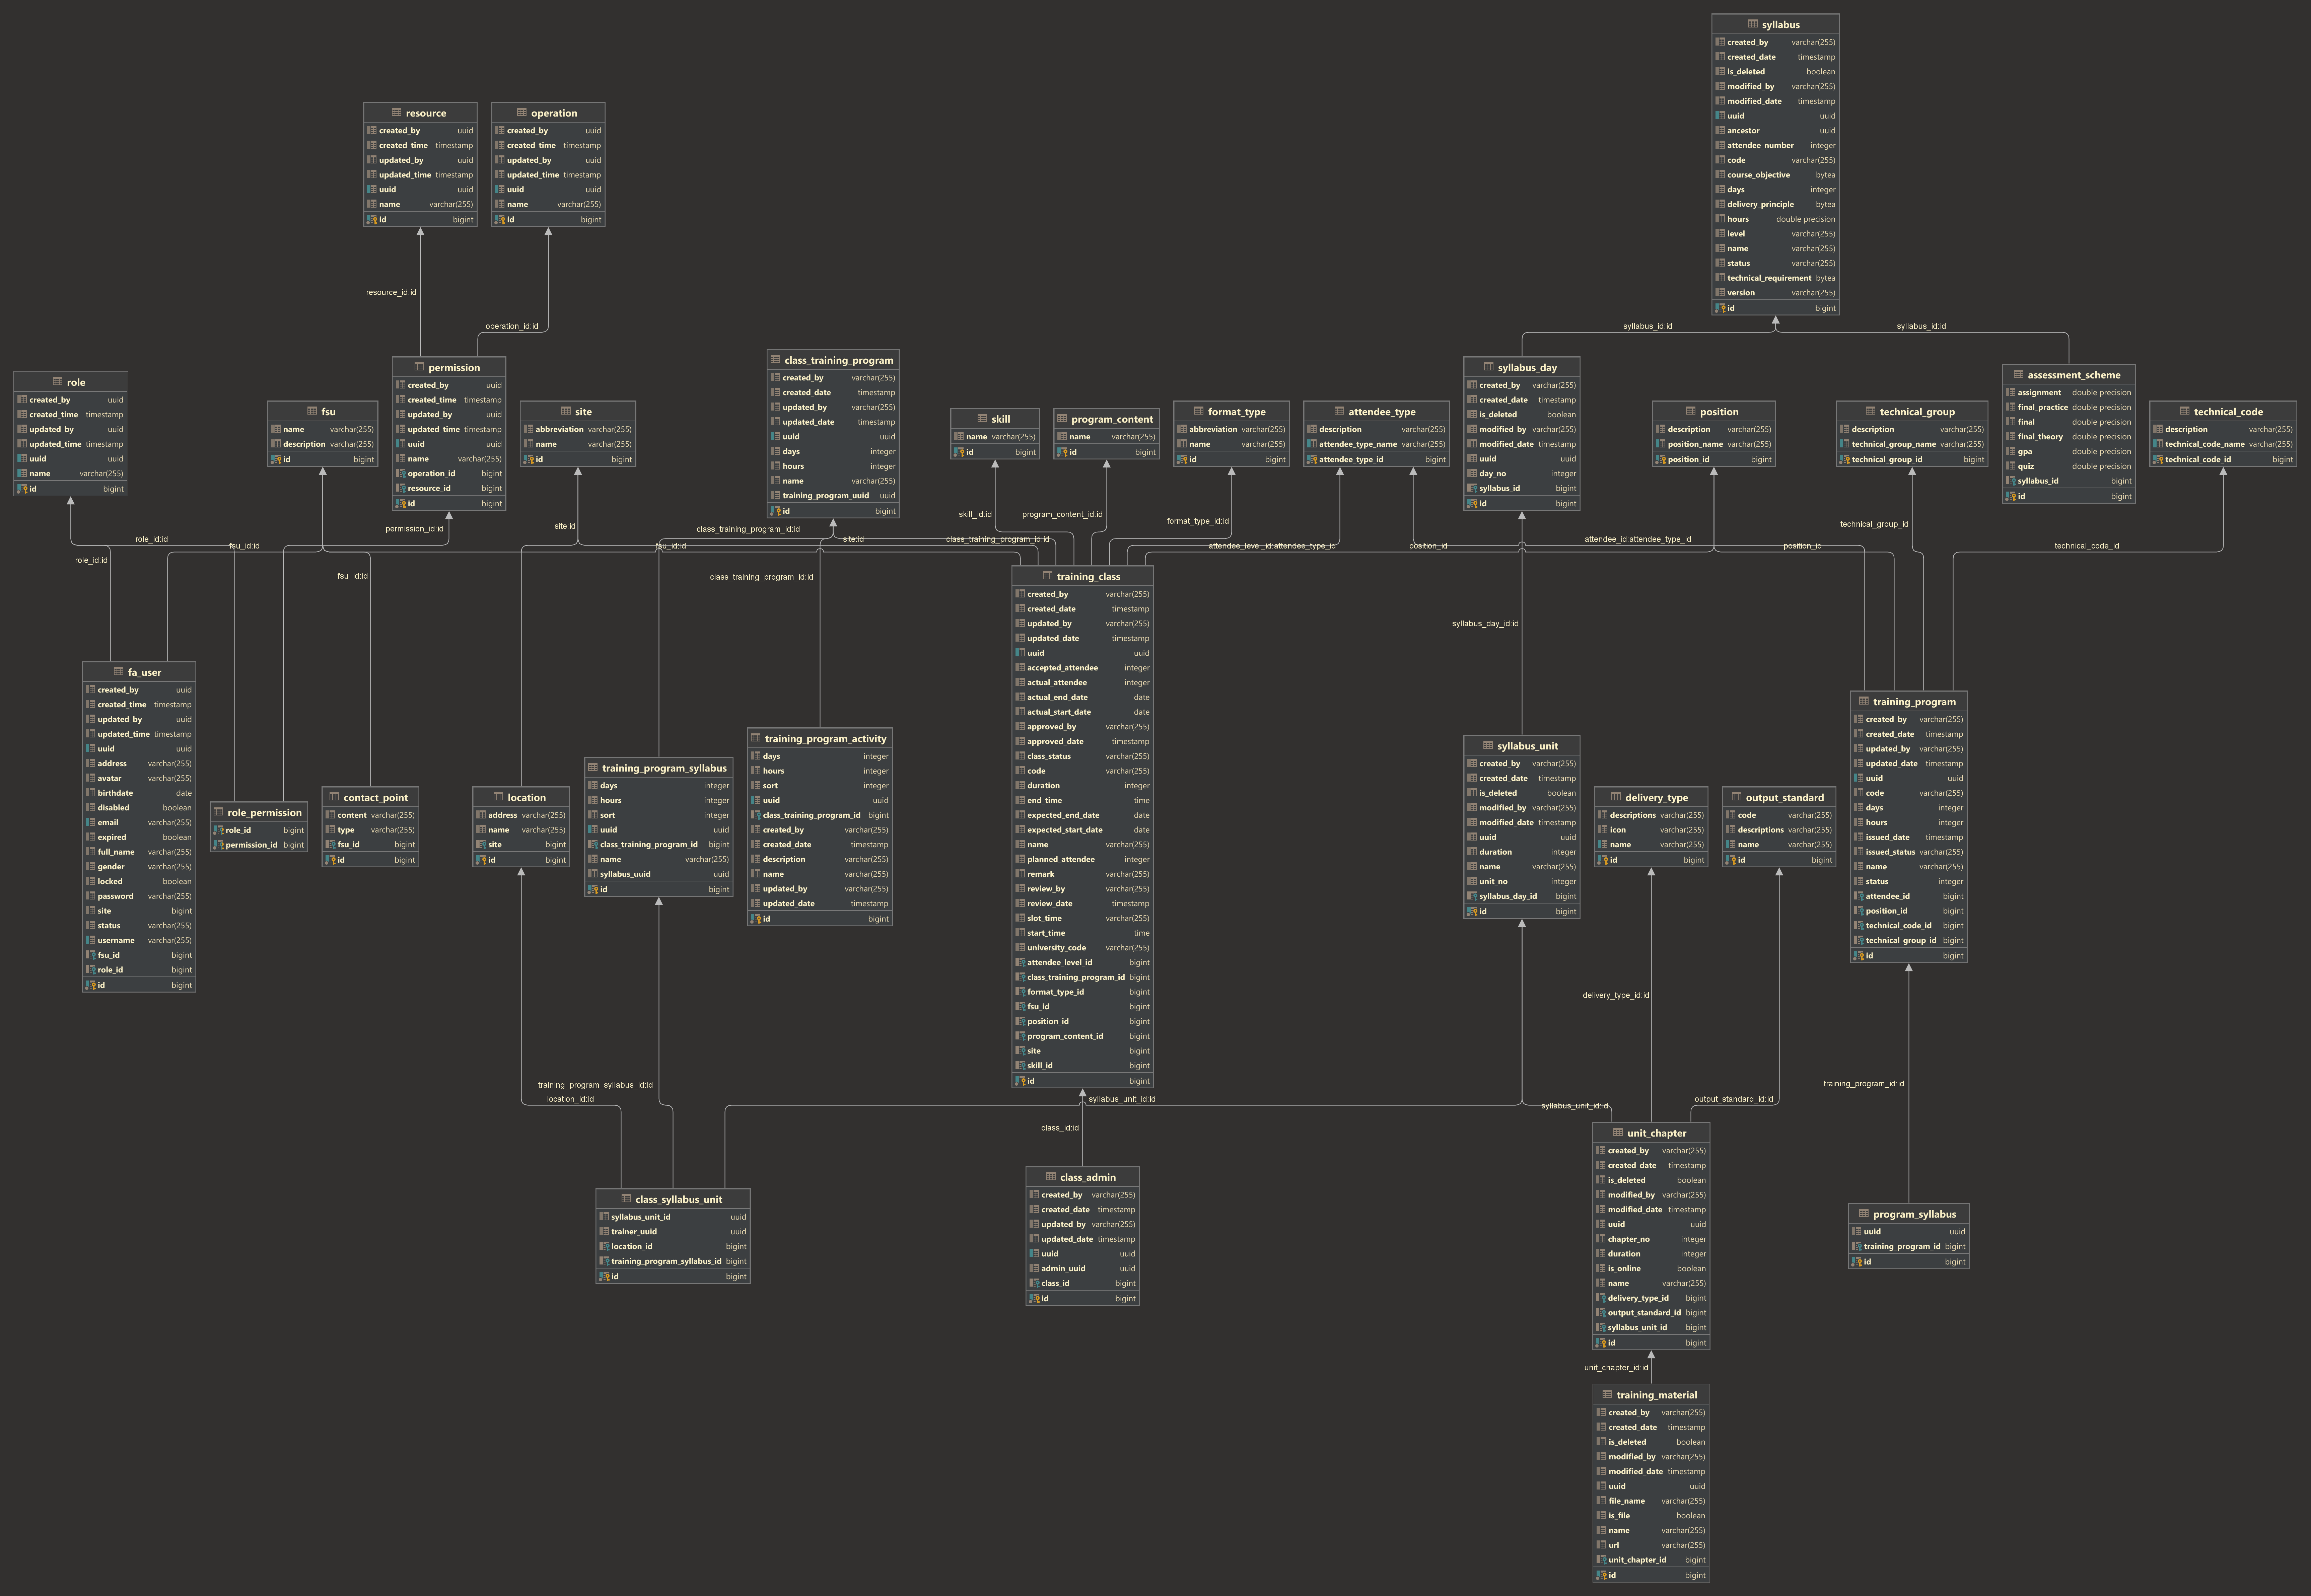 syllabus
created_by varchar(255)
created_date timestamp
is_deleted boolean
modified_by varchar(255)
modified_date timestamp
uuid uuid
ancestor uuid
attendee_number integer
code varchar(255)
course_objective bytea
days integer
delivery_principle bytea
hours double precision
level varchar(255)
name varchar(255)
status varchar(255)
technical_requirement bytea
version varchar(255)
id bigint
resource
created_by uuid
created_time timestamp
updated_by uuid
updated_time timestamp
uuid uuid
name varchar(255)
id bigint
operation
created_by uuid
created_time timestamp
updated_by uuid
updated_time timestamp
uuid uuid
name varchar(255)
id bigint
resource_id:id
operation_id:id
syllabus_id:id
syllabus_id:id
role
created_by uuid
created_time timestamp
updated_by uuid
updated_time timestamp
uuid uuid
name varchar(255)
id bigint
fsu
name varchar(255)
description varchar(255)
id bigint
permission
created_by uuid
created_time timestamp
updated_by uuid
updated_time timestamp
uuid uuid
name varchar(255)
operation_id bigint
resource_id bigint
id bigint
site
abbreviation varchar(255)
name varchar(255)
id bigint
class_training_program
created_by varchar(255)
created_date timestamp
updated_by varchar(255)
updated_date timestamp
uuid uuid
days integer
hours integer
name varchar(255)
training_program_uuid uuid
id bigint
skill
name varchar(255)
id bigint
program_content
name varchar(255)
id bigint
format_type
abbreviation varchar(255)
name varchar(255)
id bigint
attendee_type
description varchar(255)
attendee_type_name varchar(255)
attendee_type_id bigint
syllabus_day
created_by varchar(255)
created_date timestamp
is_deleted boolean
modified_by varchar(255)
modified_date timestamp
uuid uuid
day_no integer
syllabus_id bigint
id bigint
position
description varchar(255)
position_name varchar(255)
position_id bigint
technical_group
description varchar(255)
technical_group_name varchar(255)
technical_group_id bigint
assessment_scheme
assignment double precision
final_practice double precision
final double precision
final_theory double precision
gpa double precision
quiz double precision
syllabus_id bigint
id bigint
technical_code
description varchar(255)
technical_code_name varchar(255)
technical_code_id bigint
role_id:id
role_id:id
fsu_id:id
fsu_id:id
permission_id:id
site:id
fsu_id:id
class_training_program_id:id
class_training_program_id:id
site:id
skill_id:id
class_training_program_id:id
program_content_id:id
format_type_id:id
attendee_level_id:attendee_type_id
position_id
attendee_id:attendee_type_id
position_id
technical_group_id
technical_code_id
syllabus_day_id:id
fa_user
created_by uuid
created_time timestamp
updated_by uuid
updated_time timestamp
uuid uuid
address varchar(255)
avatar varchar(255)
birthdate date
disabled boolean
email varchar(255)
expired boolean
full_name varchar(255)
gender varchar(255)
locked boolean
password varchar(255)
site bigint
status varchar(255)
username varchar(255)
fsu_id bigint
role_id bigint
id bigint
role_permission
role_id bigint
permission_id bigint
contact_point
content varchar(255)
type varchar(255)
fsu_id bigint
id bigint
location
address varchar(255)
name varchar(255)
site bigint
id bigint
training_program_syllabus
days integer
hours integer
sort integer
uuid uuid
class_training_program_id bigint
name varchar(255)
syllabus_uuid uuid
id bigint
training_program_activity
days integer
hours integer
sort integer
uuid uuid
class_training_program_id bigint
created_by varchar(255)
created_date timestamp
description varchar(255)
name varchar(255)
updated_by varchar(255)
updated_date timestamp
id bigint
training_class
created_by varchar(255)
created_date timestamp
updated_by varchar(255)
updated_date timestamp
uuid uuid
accepted_attendee integer
actual_attendee integer
actual_end_date date
actual_start_date date
approved_by varchar(255)
approved_date timestamp
class_status varchar(255)
code varchar(255)
duration integer
end_time time
expected_end_date date
expected_start_date date
name varchar(255)
planned_attendee integer
remark varchar(255)
review_by varchar(255)
review_date timestamp
slot_time varchar(255)
start_time time
university_code varchar(255)
attendee_level_id bigint
class_training_program_id bigint
format_type_id bigint
fsu_id bigint
position_id bigint
program_content_id bigint
site bigint
skill_id bigint
id bigint
syllabus_unit
created_by varchar(255)
created_date timestamp
is_deleted boolean
modified_by varchar(255)
modified_date timestamp
uuid uuid
duration integer
name varchar(255)
unit_no integer
syllabus_day_id bigint
id bigint
delivery_type
descriptions varchar(255)
icon varchar(255)
name varchar(255)
id bigint
output_standard
code varchar(255)
descriptions varchar(255)
name varchar(255)
id bigint
training_program
created_by varchar(255)
created_date timestamp
updated_by varchar(255)
updated_date timestamp
uuid uuid
code varchar(255)
days integer
hours integer
issued_date timestamp
issued_status varchar(255)
name varchar(255)
status integer
attendee_id bigint
position_id bigint
technical_code_id bigint
technical_group_id bigint
id bigint
delivery_type_id:id
training_program_syllabus_id:id
location_id:id
syllabus_unit_id:id
class_id:id
syllabus_unit_id:id
output_standard_id:id
training_program_id:id
class_syllabus_unit
syllabus_unit_id uuid
trainer_uuid uuid
location_id bigint
training_program_syllabus_id bigint
id bigint
class_admin
created_by varchar(255)
created_date timestamp
updated_by varchar(255)
updated_date timestamp
uuid uuid
admin_uuid uuid
class_id bigint
id bigint
unit_chapter
created_by varchar(255)
created_date timestamp
is_deleted boolean
modified_by varchar(255)
modified_date timestamp
uuid uuid
chapter_no integer
duration integer
is_online boolean
name varchar(255)
delivery_type_id bigint
output_standard_id bigint
syllabus_unit_id bigint
id bigint
program_syllabus
uuid uuid
training_program_id bigint
id bigint
unit_chapter_id:id
training_material
created_by varchar(255)
created_date timestamp
is_deleted boolean
modified_by varchar(255)
modified_date timestamp
uuid uuid
file_name varchar(255)
is_file boolean
name varchar(255)
url varchar(255)
unit_chapter_id bigint
id bigint